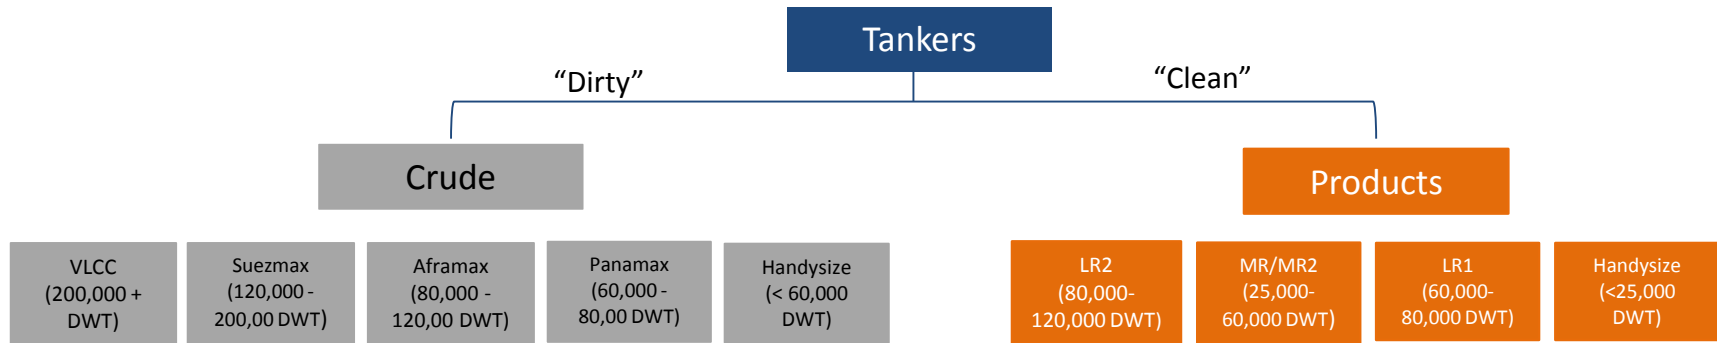 Tankers
“Dirty”
“Clean”
Crude
Products
VLCC
(200,000 +
DWT)
Suezmax
(120,000 -
200,00 DWT)
Aframax
(80,000 -
120,00 DWT)
Panamax
(60,000 -
80,00 DWT)
Handysize
(< 60,000
DWT)
LR2
(80,000-
120,000 DWT)
MR/MR2
(25,000-
60,000 DWT)
LR1
(60,000-
80,000 DWT)
Handysize
(<25,000
DWT)